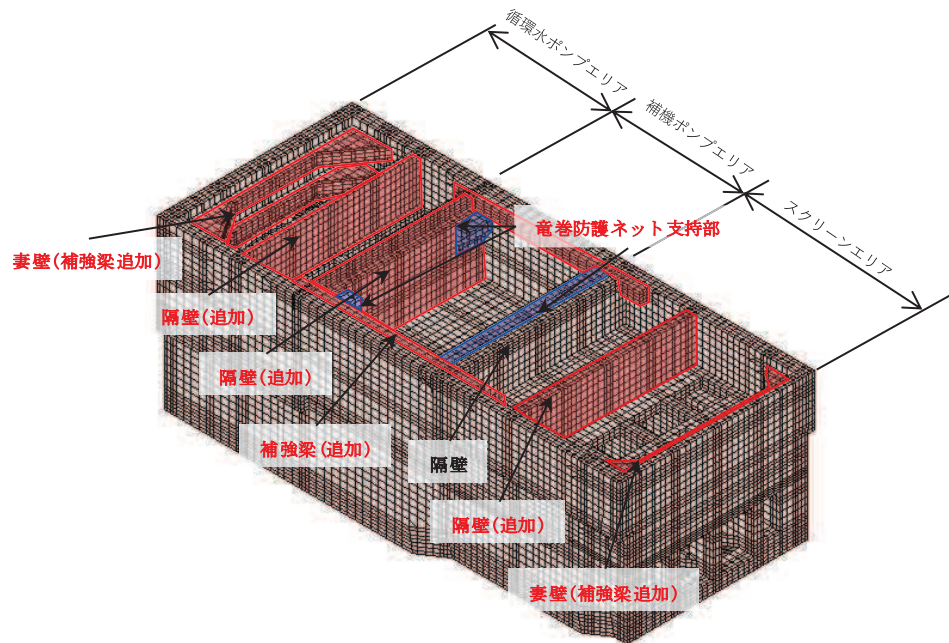 循環水ポンプエリア
補機ポンプエリア
スクリーンエリア
竜巻防護ネット支持部
妻壁(補強梁追加)
隔壁(追加)
隔壁(追加)
補強梁(追加)
隔壁
隔壁(追加)
妻壁(補強梁追加)